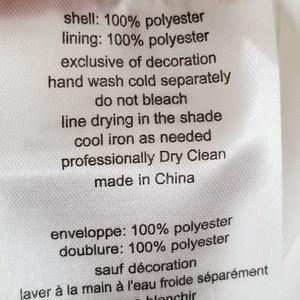 shell: 100% polyester
lining: 100% polyester
exclusive of decoration
hand wash cold separately
do not bleach
line drying in the shade
cool iron as needed
professionally Dry Clean
made in China
enveloppe: 100% polyester
doublure: 100% polyester
sauf décoration
laver à la main à l'eau froide séparément
blanchir